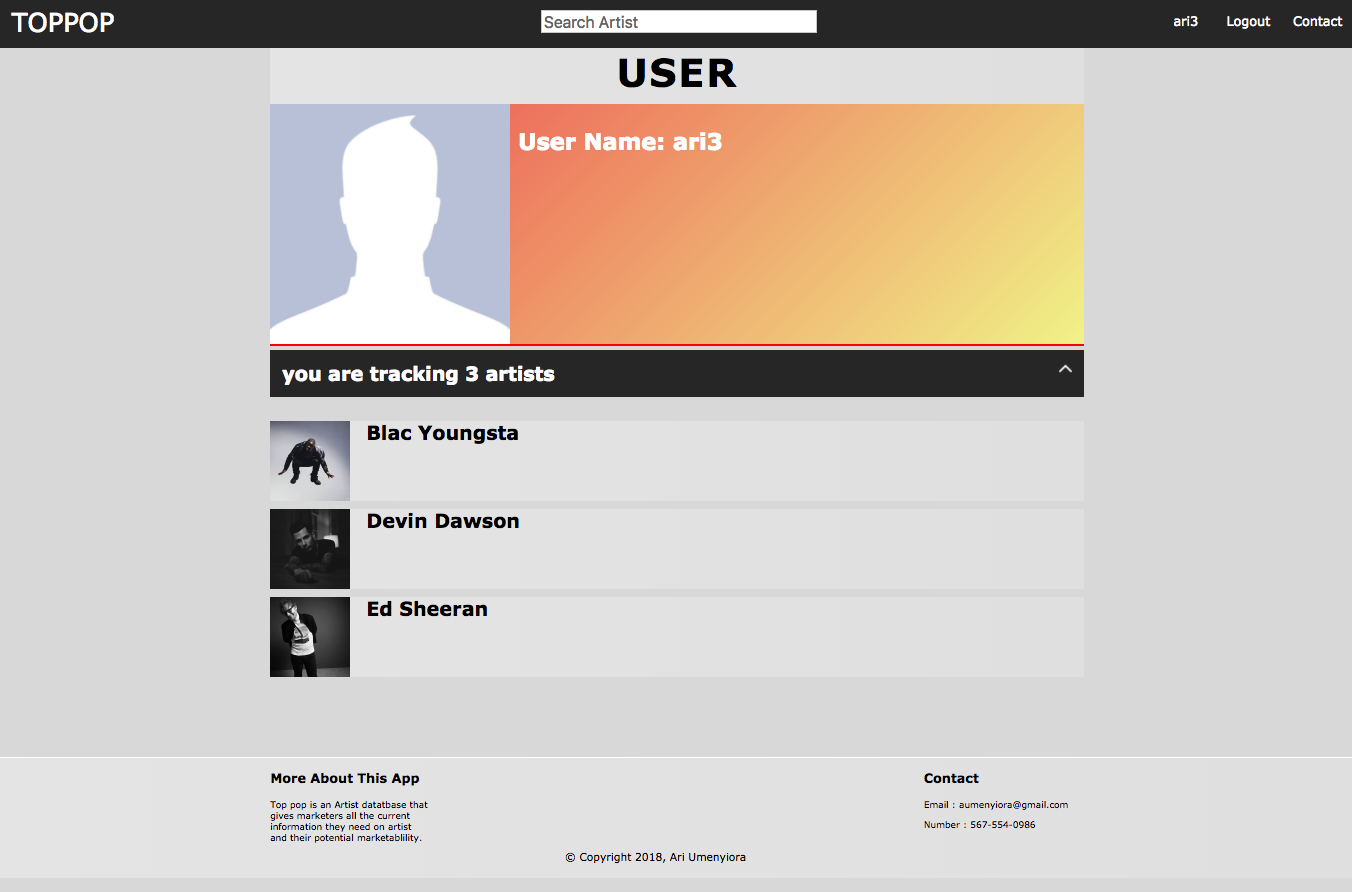 TOPPOP
Search Artist
ari3
Logout
Contact
USER
User Name: ari3
you are tracking 3 artists
Blac Youngsta
Devin Dawson
Ed Sheeran
More About This App
Top pop is an Artist datatbase that
gives marketers all the current
information they need on artist
and their potential marketablility.
Contact
Email : aumenyiora@gmail.com
Number : 567-554-0986
© Copyright 2018, Ari Umenyiora